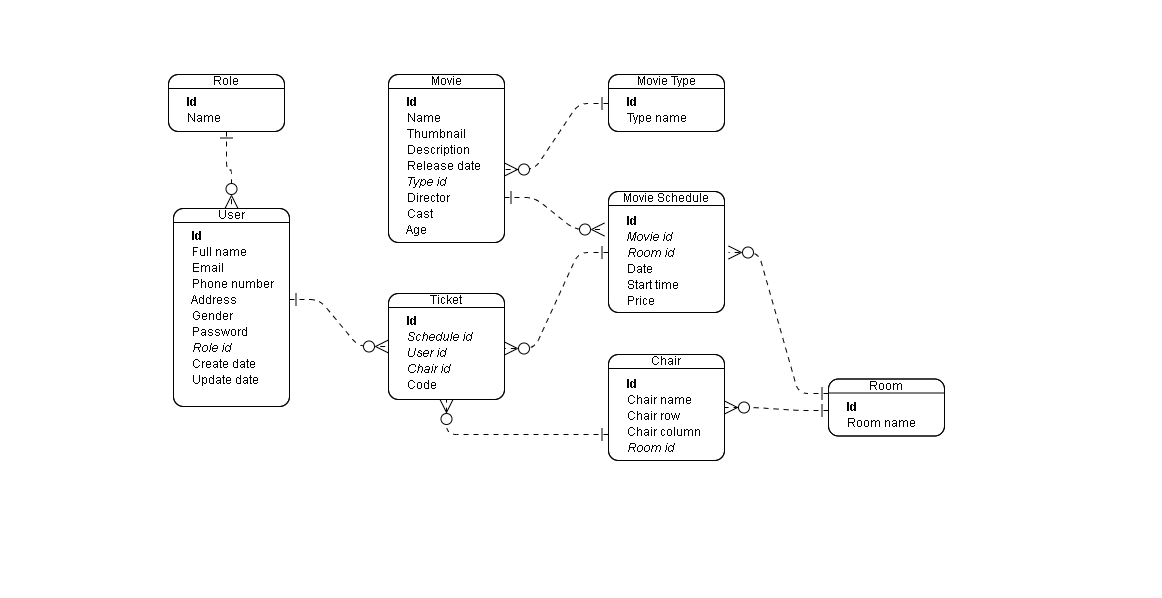 Role
Id
Name
Movie
Id
Name
Thumbnail
Description
Release date
Type id
Director
Cast
Age
Movie Type
Id
Type name
Movie Schedule
Id
Movie id
Room id
Date
Start time
Price
User
Id
Full name
Email
Phone number
Address
Gender
Password
Role id
Create date
Update date
Ticket
Id
Schedule id
User id
Chair id
Code
Chair
Id
Chair name
Chair row
Chair column
Room id
Room
Id
Room name